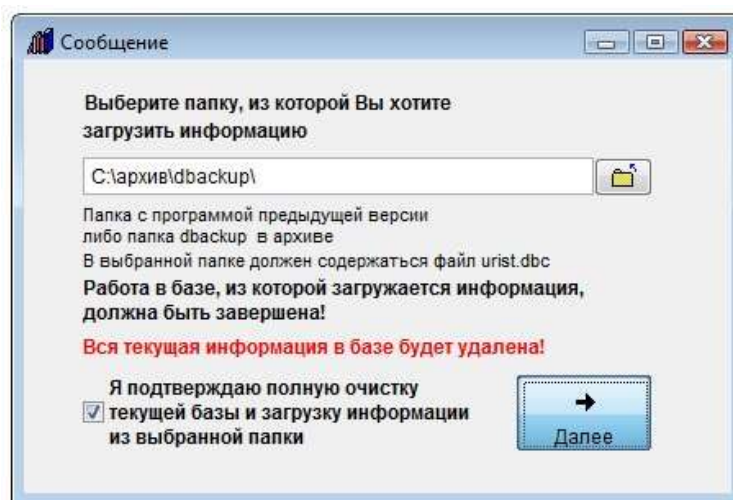 Сообщение
Выберите папку, из которой Вы хотите
загрузить информацию
C:\архив\dbackup\
Папка с программой предыдущей версии
либо папка dbackup в архиве
В выбранной папке должен содержаться файл urist.dbc
Работа в базе, из которой загружается информация,
должна быть завершена!
Вся текущая информация в базе будет удалена!
Я подтверждаю полную очистку
текущей базы и загрузку информации
из выбранной папки
Далее